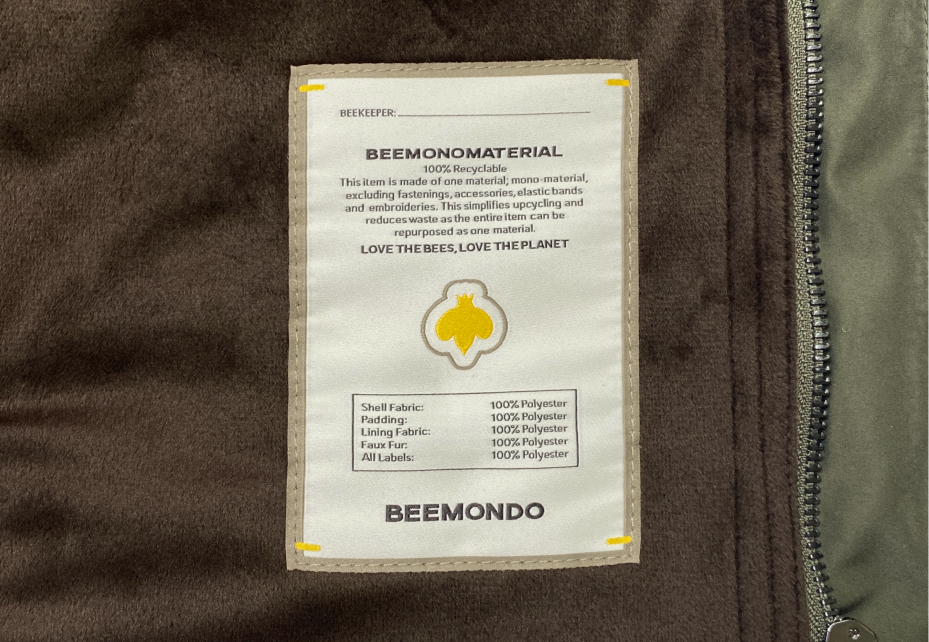 BEEKEEPER:
BEEMONOMATERIAL
100% Recyclable
This item is made of one material; mono-material,
excluding fastenings, accessories, elastic bands
and embroideries. This simplifies upcycling and
reduces waste as the entire item can be
repurposed as one material.
LOVE THE BEES, LOVE THE PLANET
Shell Fabric: 100% Polyester
Padding: 100% Polyester
Lining Fabric: 100% Polyester
Faux Fur: 100% Polyester
All Labels: 100% Polyester
BEEMONDO